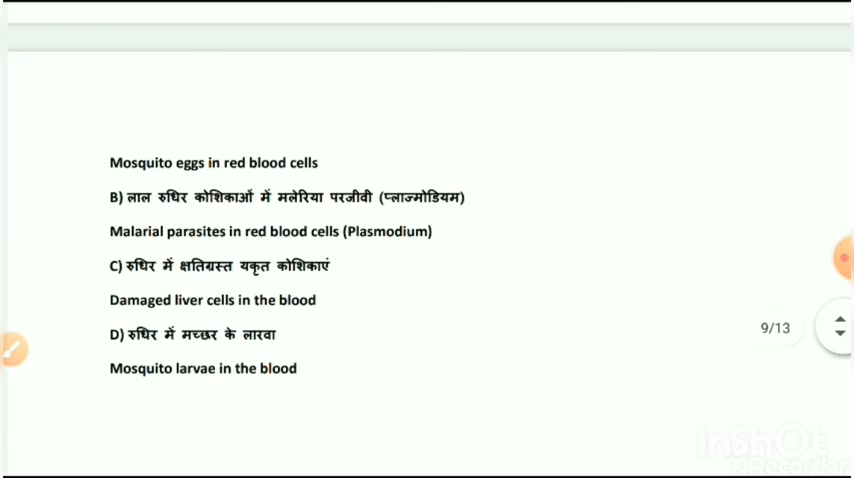 Mosquito eggs in red blood cells
B) लाल रुधिर कोशिकाओं में मलेरिया परजीवी (प्लाज्मोडियम)
Malarial parasites in red blood cells (Plasmodium)
C) रुधिर में क्षतिग्रस्त यकृत कोशिकाएं
Damaged liver cells in the blood
D) रुधिर में मच्छर के लारवा
Mosquito larvae in the blood
9/13
InShOt
Recorder